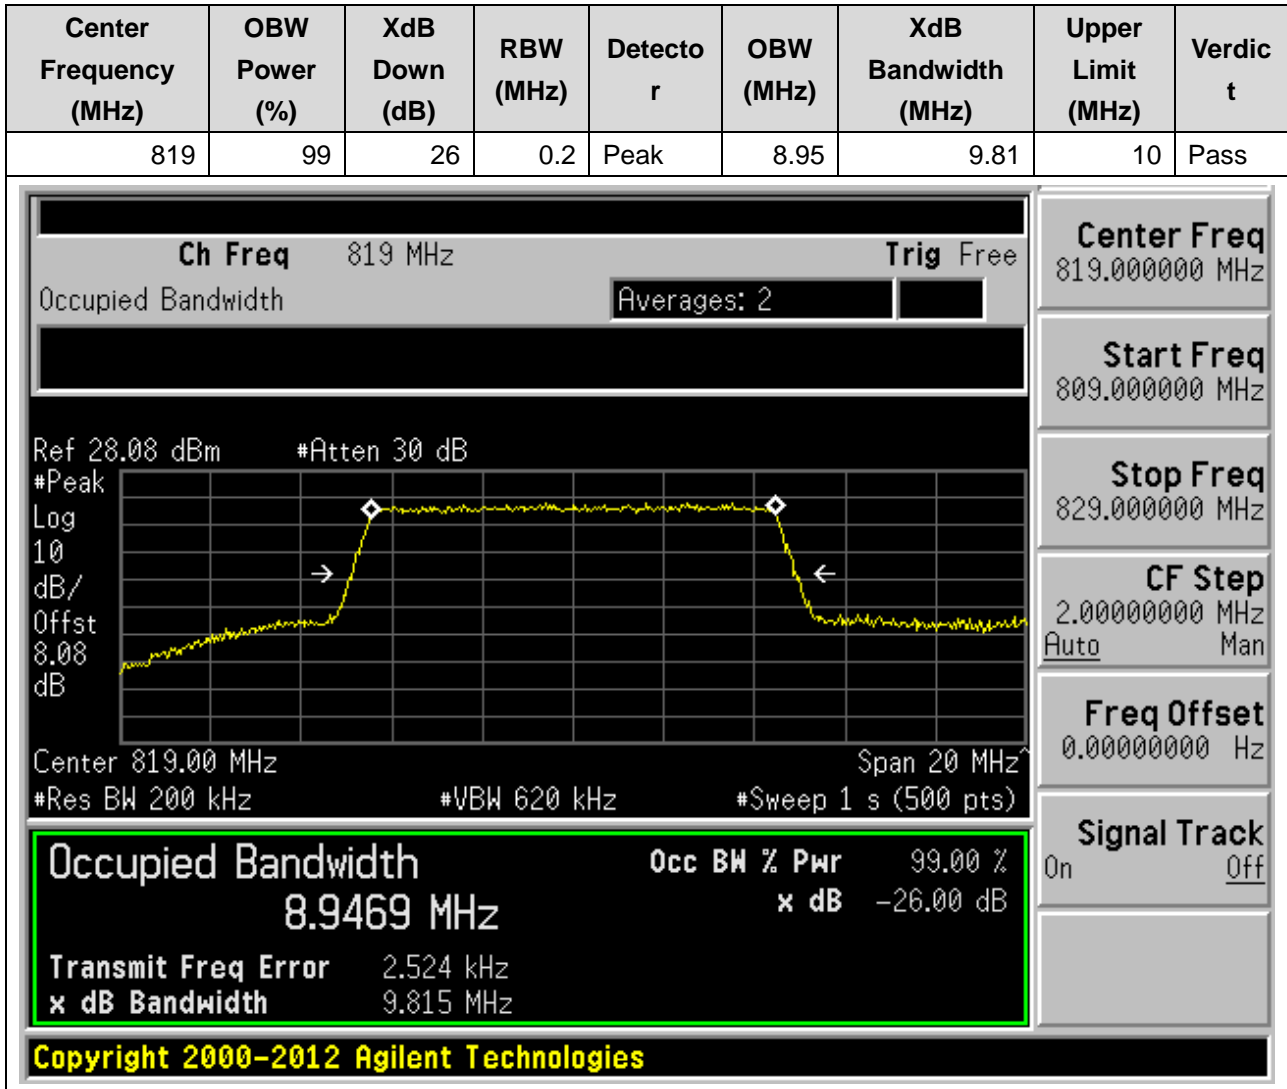 Center Frequency (MHz) OBW Power (%) XdB Down (dB) RBW (MHz) Detecto r OBW (MHz) XdB Bandwidth (MHz) Upper Limit (MHz) Verdic t
819 99 26 0.2 Peak 8.95 9.81 10 Pass
Ch Freq 819 MHz Trig Free
Occupied Bandwidth Averages: 2
Ref 28.08 dBm #Atten 30 dB
#Peak
Log
10
dB/
Offst
8.08
dB
Center 819.00 MHz Span 20 MHz^
#Res BW 200 kHz #VBW 620 kHz #Sweep 1 s (500 pts)
Occupied Bandwidth Occ BW % Pwr 99.00 %
8.9469 MHz x dB -26.00 dB
Transmit Freq Error 2.524 kHz
x dB Bandwidth 9.815 MHz
Copyright 2000-2012 Agilent Technologies
Center Freq
819.000000 MHz
Start Freq
809.000000 MHz
Stop Freq
829.000000 MHz
CF Step
2.00000000 MHz
Auto Man
Freq Offset
0.00000000 Hz
Signal Track
On Off